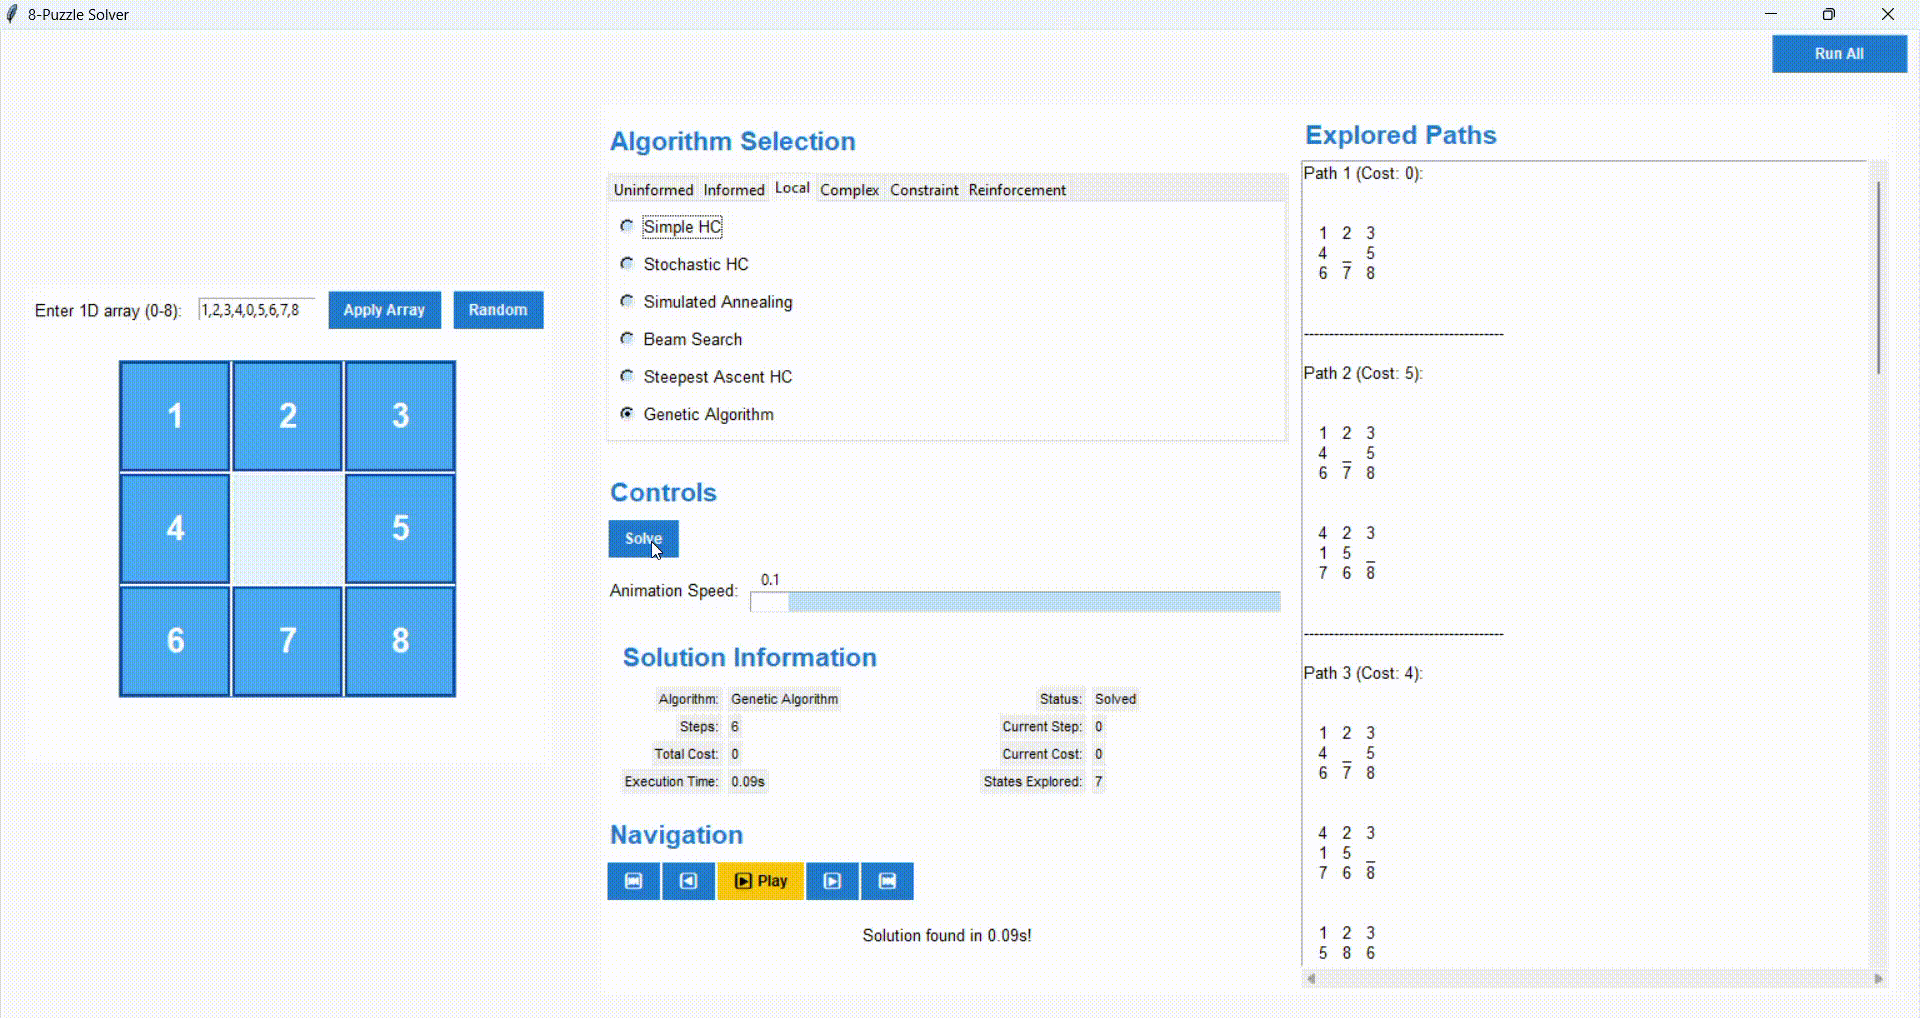 8-Puzzle Solver
Run All
Enter 1D array (0-8): 1,2,3,4,0,5,6,7,8 Apply Array Random
1 2 3
4 5
6 7 8
Algorithm Selection
Uninformed Informed Local Complex Constraint Reinforcement
Simple HC
Stochastic HC
Simulated Annealing
Beam Search
Steepest Ascent HC
Genetic Algorithm
Controls
Solve
Animation Speed: 0.1
Solution Information
Algorithm: Genetic Algorithm Status: Solved
Steps: 6 Current Step: 0
Total Cost: 0 Current Cost: 0
Execution Time: 0.09s States Explored: 7
Navigation
Play
Solution found in 0.09s!
Explored Paths
Path 1 (Cost: 0):
1 2 3
4 _ 5
6 7 8
----------------------------------------
Path 2 (Cost: 5):
1 2 3
4 _ 5
6 7 8
4 2 3
1 5 _
7 6 8
----------------------------------------
Path 3 (Cost: 4):
1 2 3
4 _ 5
6 7 8
4 2 3
1 5 _
7 6 8
1 2 3
5 8 6